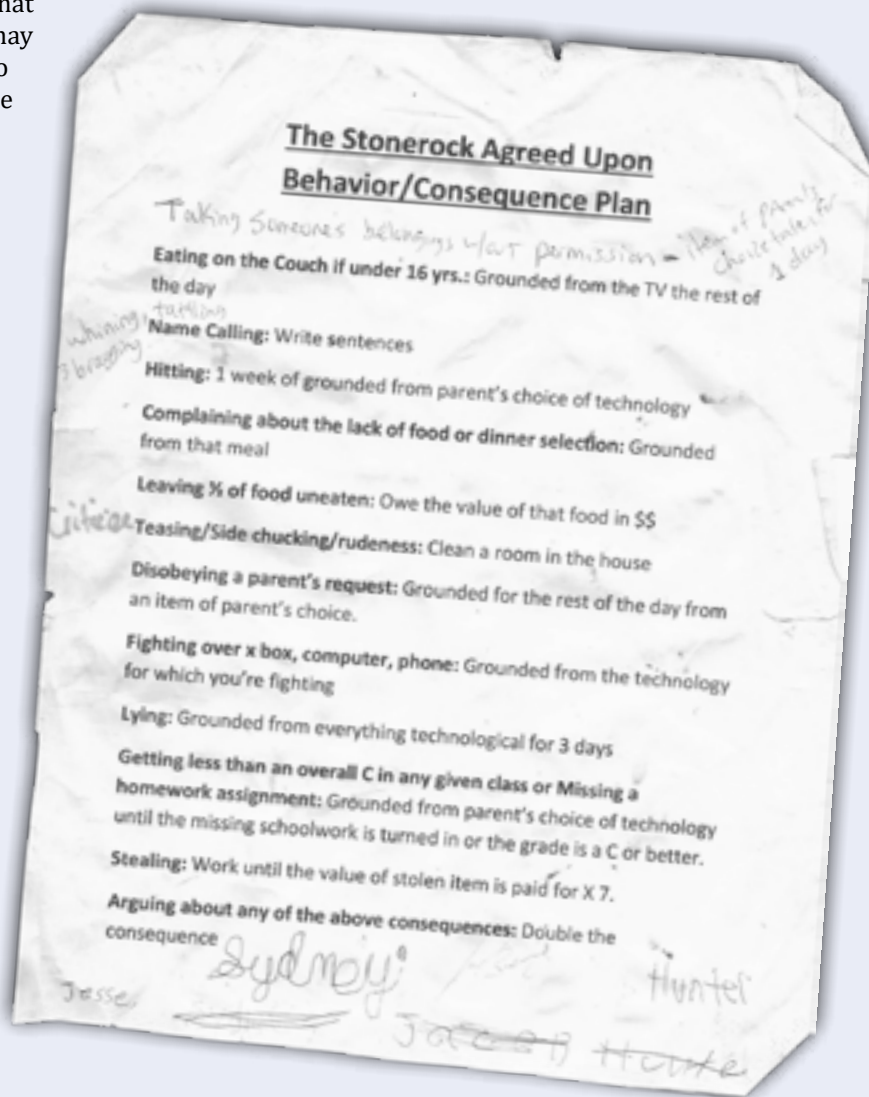 hat
may
o
e
The Stonerock Agreed Upon
Behavior/Consequence Plan
Taking someones belongings w/out permission - item of
choice taken for
1 day
Eating on the Couch if under 16 yrs.: Grounded from the TV the rest of
the day
whining, tattling
& bragging
Name Calling: Write sentences
Hitting: 1 week of grounded from parent's choice of technology
Complaining about the lack of food or dinner selection: Grounded
from that meal
Leaving ½ of food uneaten: Owe the value of that food in $$
Teasing/Side chucking/rudeness: Clean a room in the house
Disobeying a parent's request: Grounded for the rest of the day from
an item of parent's choice.
Fighting over x box, computer, phone: Grounded from the technology
for which you're fighting
Lying: Grounded from everything technological for 3 days
Getting less than an overall C in any given class or Missing a
homework assignment: Grounded from parent's choice of technology
until the missing schoolwork is turned in or the grade is a C or better.
Stealing: Work until the value of stolen item is paid for X 7.
Arguing about any of the above consequences: Double the
consequence
Sydney
Hunter
Jesse